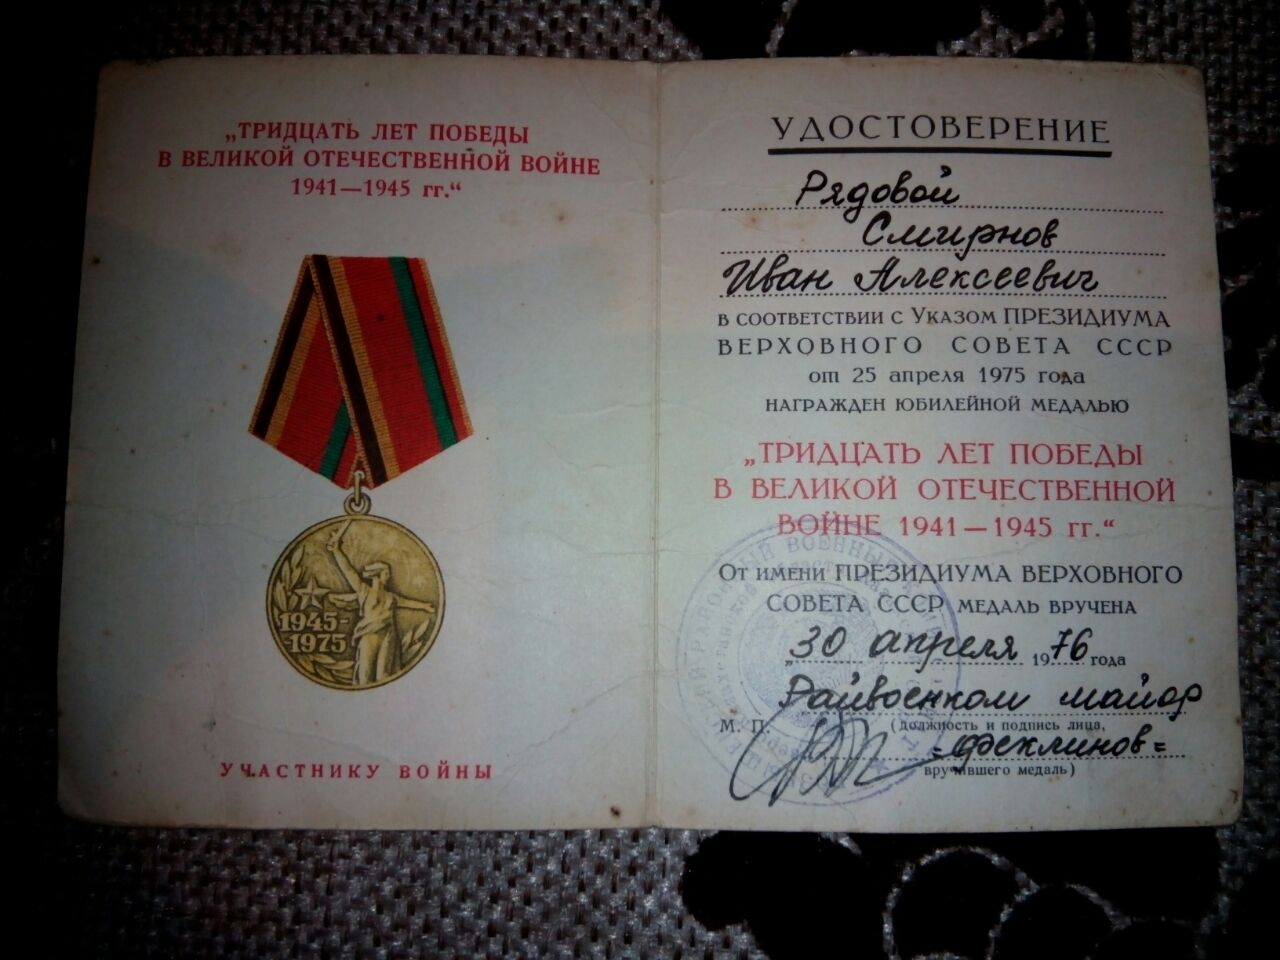 „ТРИДЦАТЬ ЛЕТ ПОБЕДЫ
В ВЕЛИКОЙ ОТЕЧЕСТВЕННОЙ ВОЙНЕ
1941—1945 гг.“
1945-
1975
УЧАСТНИКУ ВОЙНЫ
УДОСТОВЕРЕНИЕ
Рядовой
Смирнов
Иван Алексеевич
в соответствии с Указом ПРЕЗИДИУМА
ВЕРХОВНОГО СОВЕТА СССР
от 25 апреля 1975 года
НАГРАЖДЕН ЮБИЛЕЙНОЙ МЕДАЛЬЮ
„ТРИДЦАТЬ ЛЕТ ПОБЕДЫ
В ВЕЛИКОЙ ОТЕЧЕСТВЕННОЙ
ВОЙНЕ 1941—1945 гг.“
От имени ПРЕЗИДИУМА ВЕРХОВНОГО
СОВЕТА СССР МЕДАЛЬ ВРУЧЕНА
„30 апреля 1976 года
Райвоенком майор
М. П. (должность и подпись лица,
=Феклинов=
вручившего медаль)